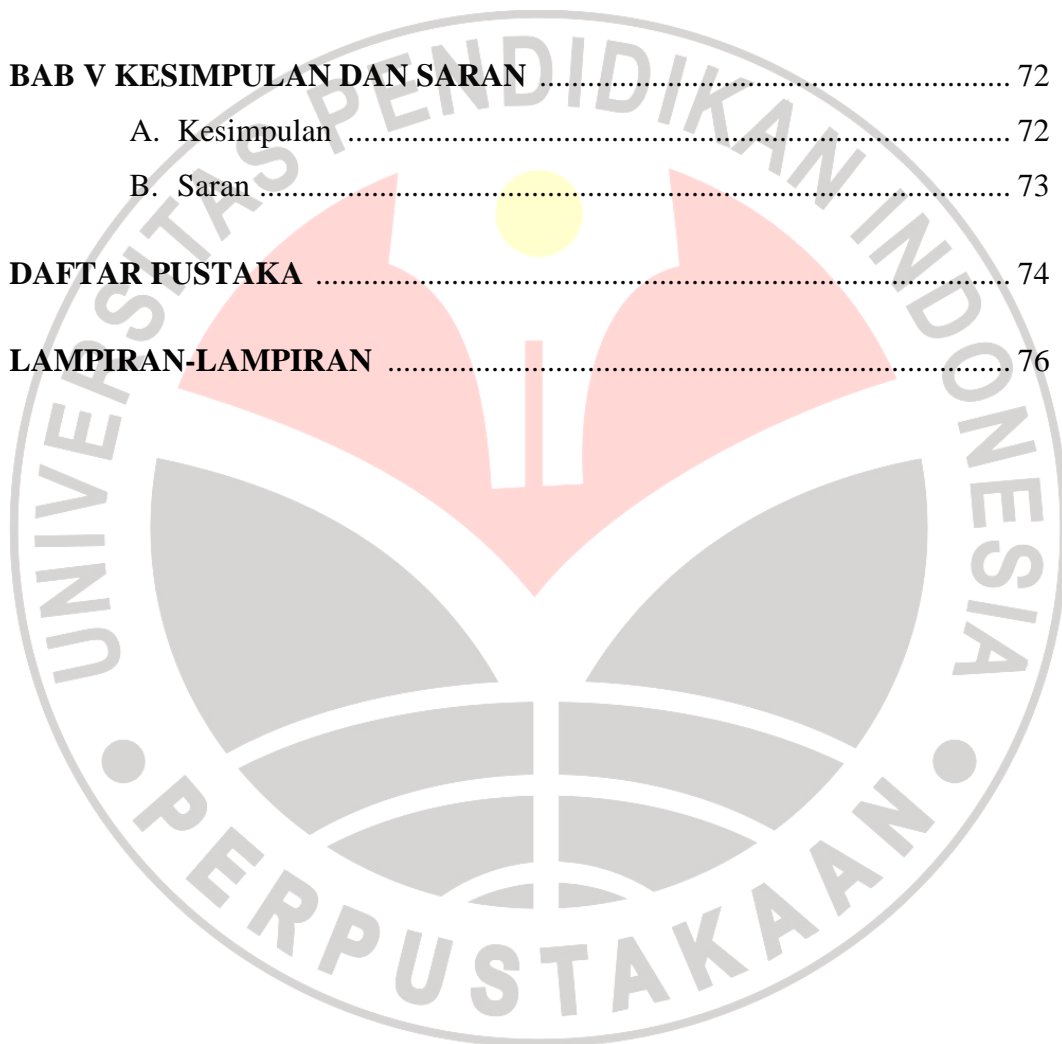 BAB V KESIMPULAN DAN SARAN ........................................................... 72
A. Kesimpulan ................................................................................... 72
B. Saran .............................................................................................. 73
DAFTAR PUSTAKA ....................................................................................... 74
LAMPIRAN-LAMPIRAN .............................................................................. 76
UNIVERSITAS PENDIDIKAN INDONESIA
PERPUSTAKAAN